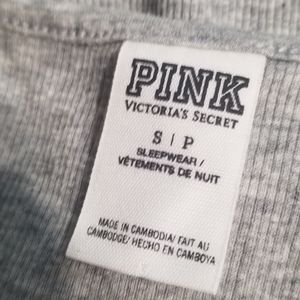 PINK
VICTORIA'S SECRET
S | P
SLEEPWEAR /
VÊTEMENTS DE NUIT
MADE IN CAMBODIA/ FAIT AU
CAMBODGE/ HECHO EN CAMBOYA